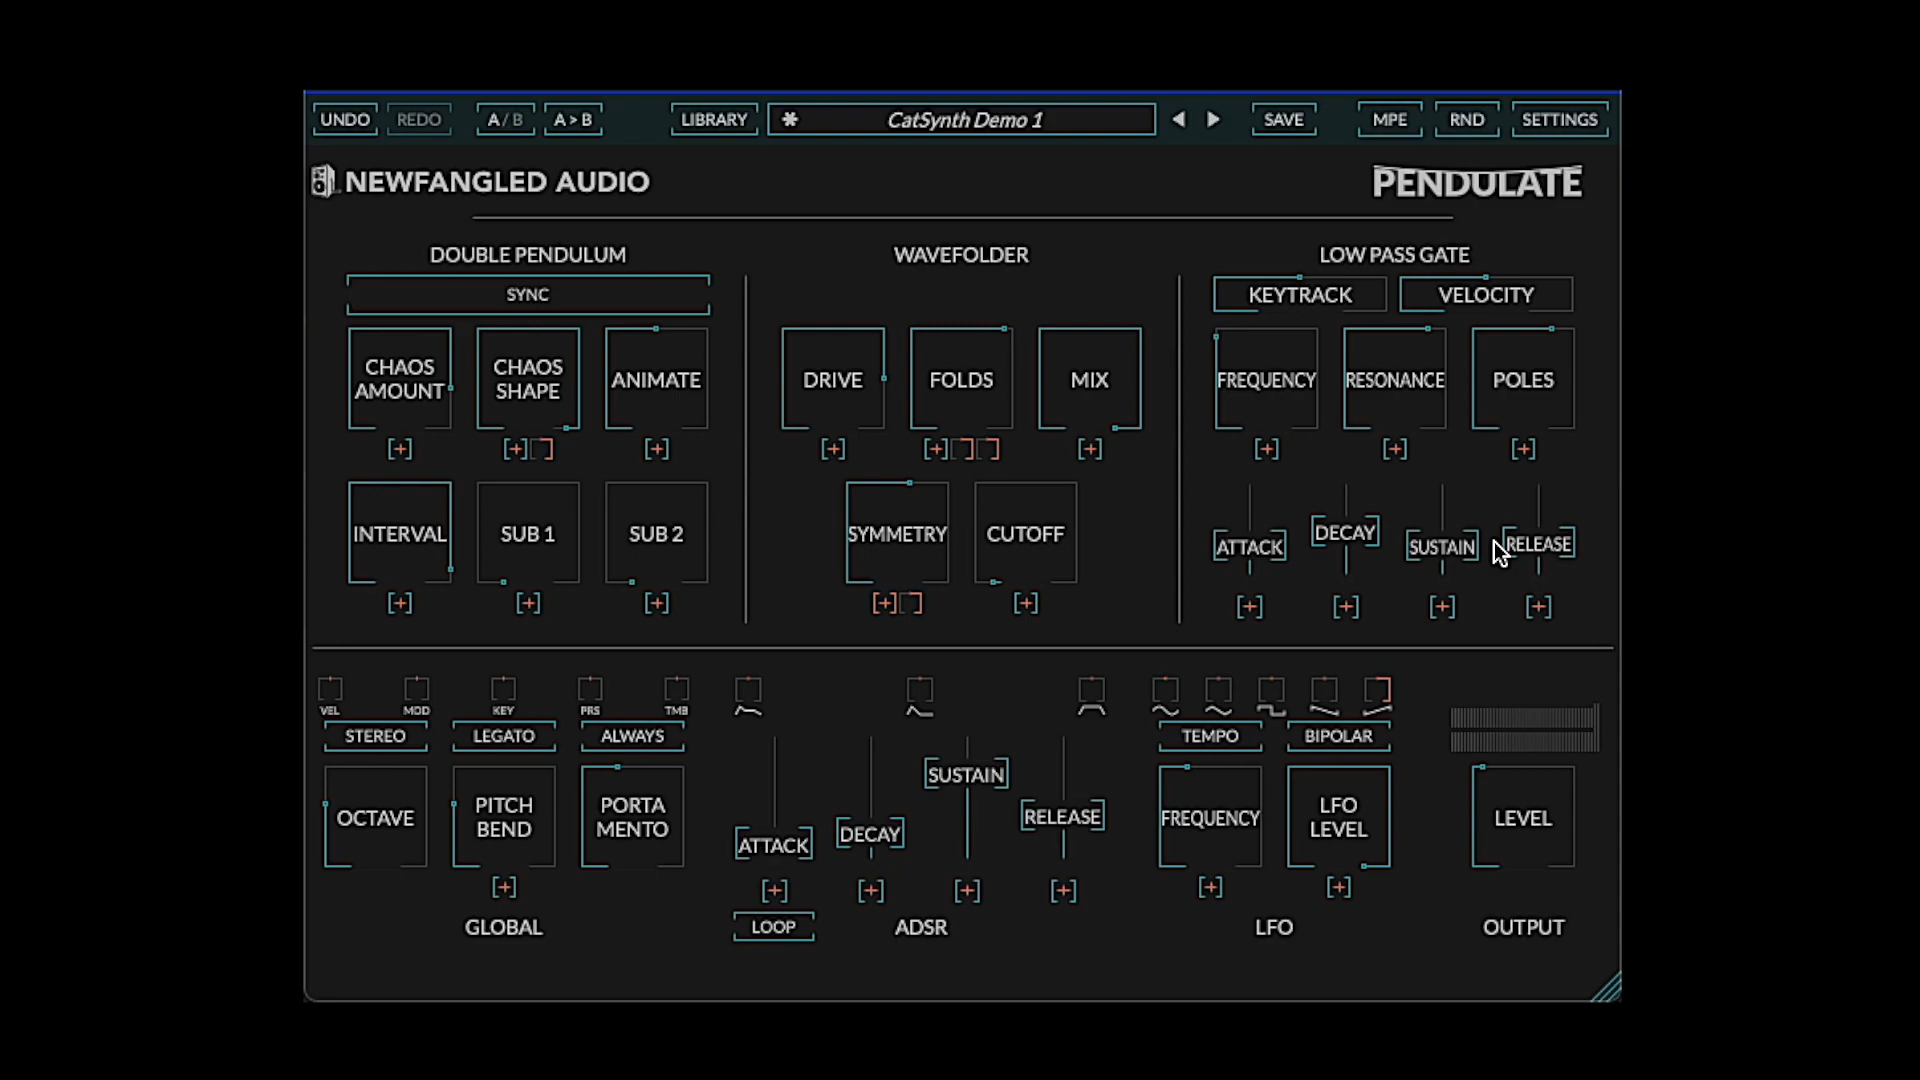 UNDO REDO A / B A > B LIBRARY * CatSynth Demo 1 SAVE MPE RND SETTINGS
NEWFANGLED AUDIO PENDULATE
DOUBLE PENDULUM WAVEFOLDER LOW PASS GATE
SYNC KEYTRACK VELOCITY
CHAOS AMOUNT CHAOS SHAPE ANIMATE DRIVE FOLDS MIX FREQUENCY RESONANCE POLES
[+] [+] [+] [+] [+] [+] [+] [+] [+]
INTERVAL SUB 1 SUB 2 SYMMETRY CUTOFF ATTACK DECAY SUSTAIN RELEASE
[+] [+] [+] [+] [+] [+] [+] [+] [+]
VEL MOD KEY PRS TMB
STEREO LEGATO ALWAYS TEMPO BIPOLAR
OCTAVE PITCH BEND PORTA MENTO ATTACK DECAY SUSTAIN RELEASE FREQUENCY LFO LEVEL LEVEL
[+] [+] [+] [+] [+] [+] [+]
GLOBAL LOOP ADSR LFO OUTPUT